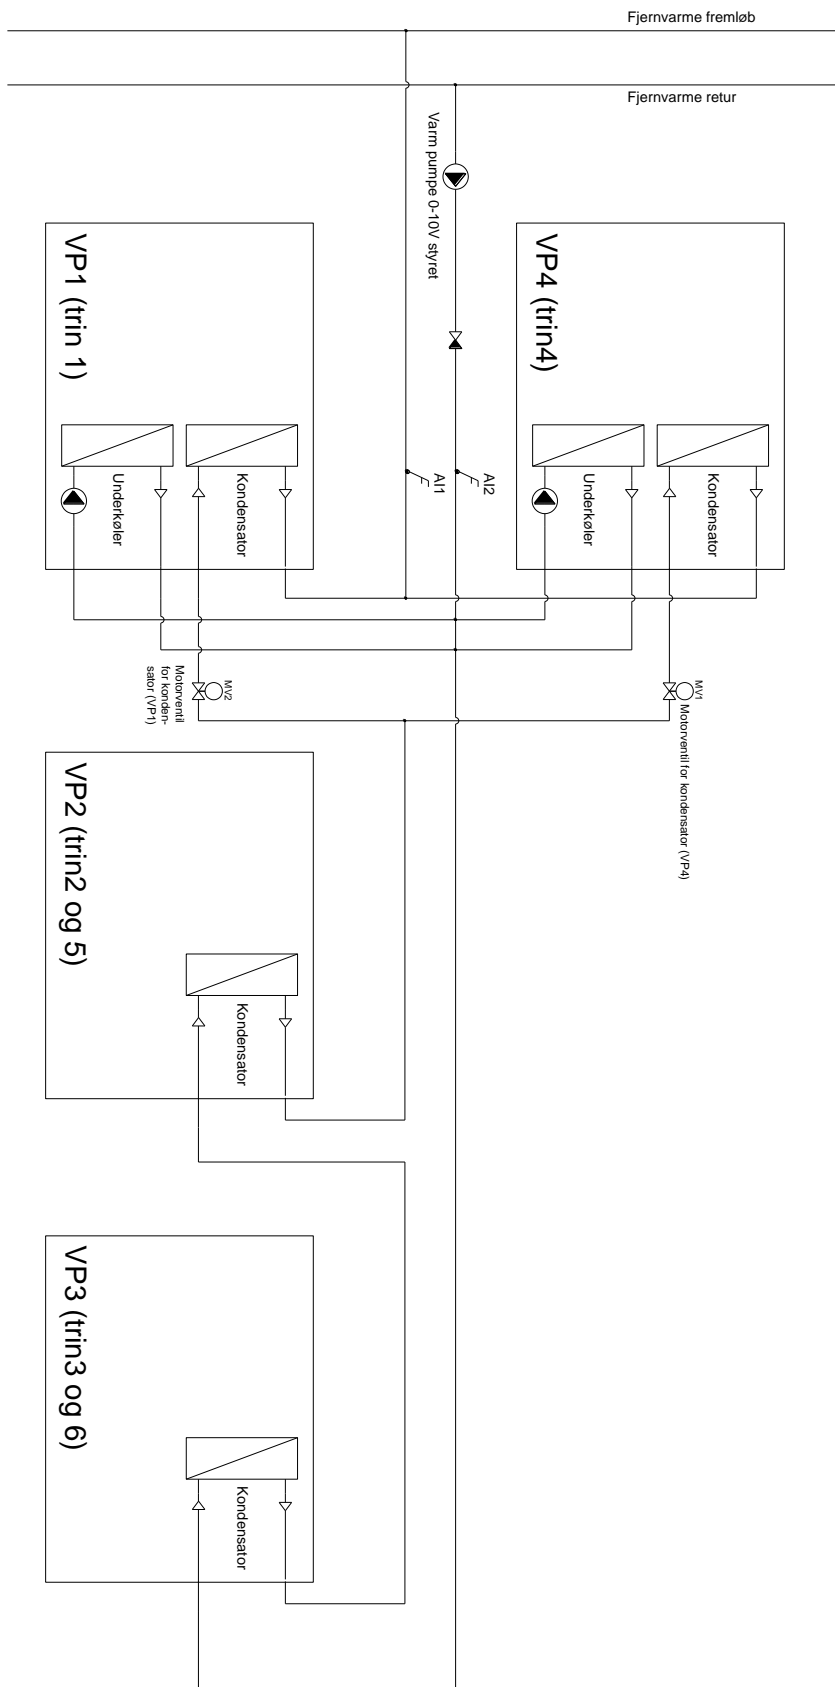 Fjernvarme fremløb
Fjernvarme retur
Varm pumpe 0-10V styret
VP1 (trin 1)
Underkøler
Kondensator
AI1
AI2
VP4 (trin4)
Underkøler
Kondensator
MV2
Motorventil
for konden-
sator (VP1)
MV1
Motorventil for kondensator (VP4)
VP2 (trin2 og 5)
Kondensator
VP3 (trin3 og 6)
Kondensator